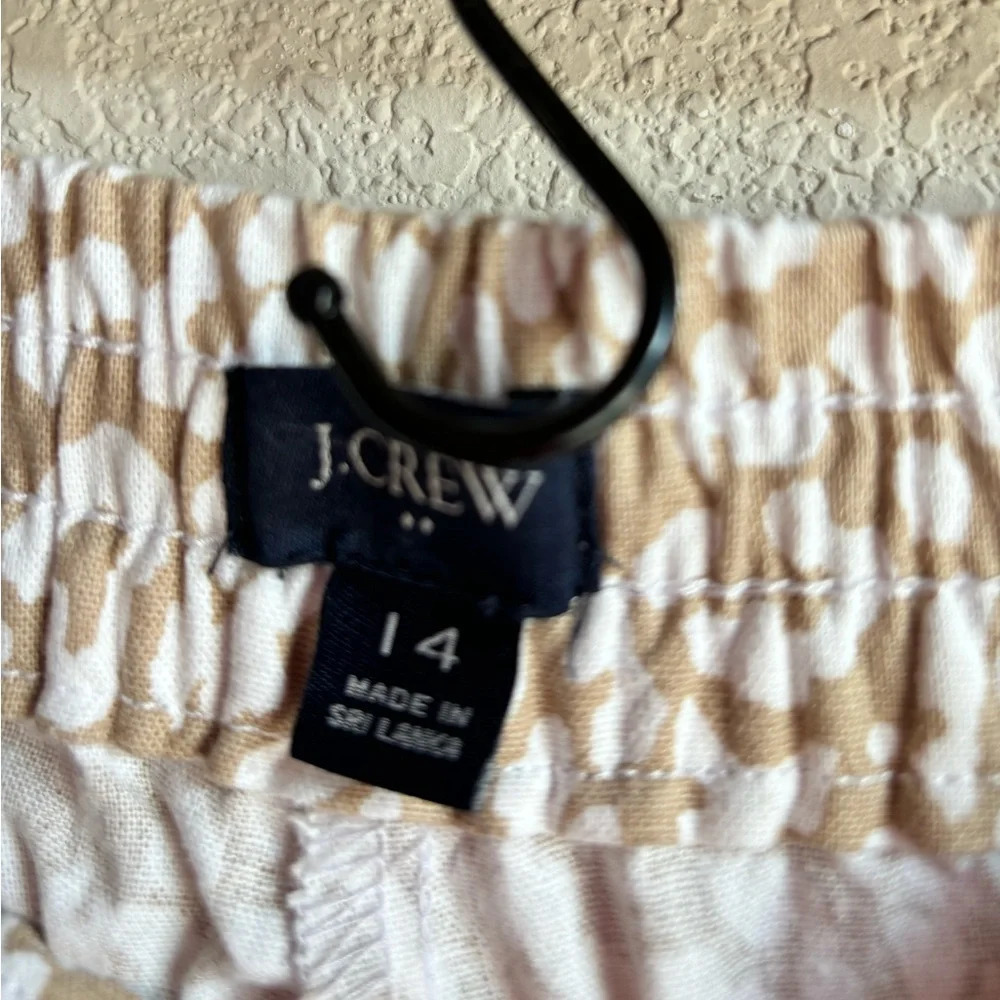 J.CREW
··
14
MADE IN
SRI LANKA